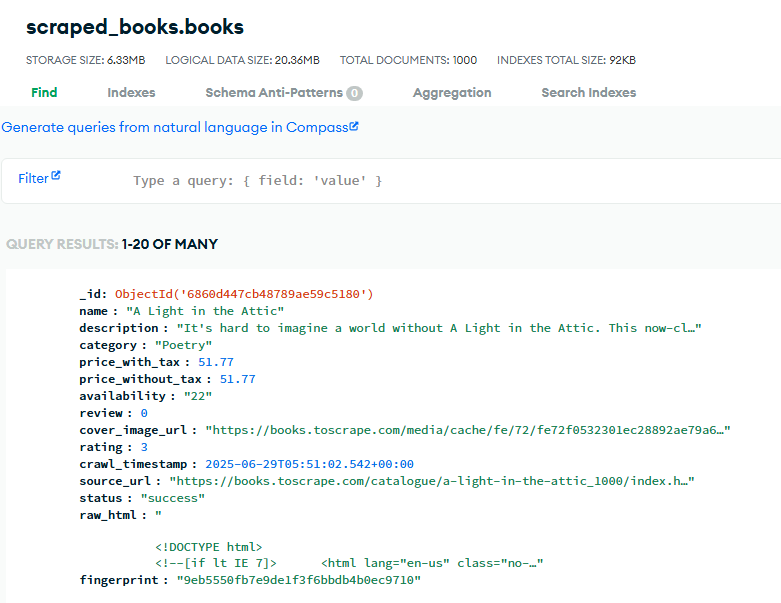 scraped_books.books
STORAGE SIZE: 6.33MB LOGICAL DATA SIZE: 20.36MB TOTAL DOCUMENTS: 1000 INDEXES TOTAL SIZE: 92KB
Find Indexes Schema Anti-Patterns 0 Aggregation Search Indexes
Generate queries from natural language in Compass
Filter Type a query: { field: 'value' }
QUERY RESULTS: 1-20 OF MANY
_id: ObjectId('6860d447cb48789ae59c5180')
name : "A Light in the Attic"
description : "It's hard to imagine a world without A Light in the Attic. This now-cl…"
category : "Poetry"
price_with_tax : 51.77
price_without_tax : 51.77
availability : "22"
review : 0
cover_image_url : "https://books.toscrape.com/media/cache/fe/72/fe72f0532301ec28892ae79a6…"
rating : 3
crawl_timestamp : 2025-06-29T05:51:02.542+00:00
source_url : "https://books.toscrape.com/catalogue/a-light-in-the-attic_1000/index.h…"
status : "success"
raw_html : "
<!DOCTYPE html>
<!--[if lt IE 7]> <html lang="en-us" class="no-…"
fingerprint : "9eb5550fb7e9de1f3f6bbdb4b0ec9710"